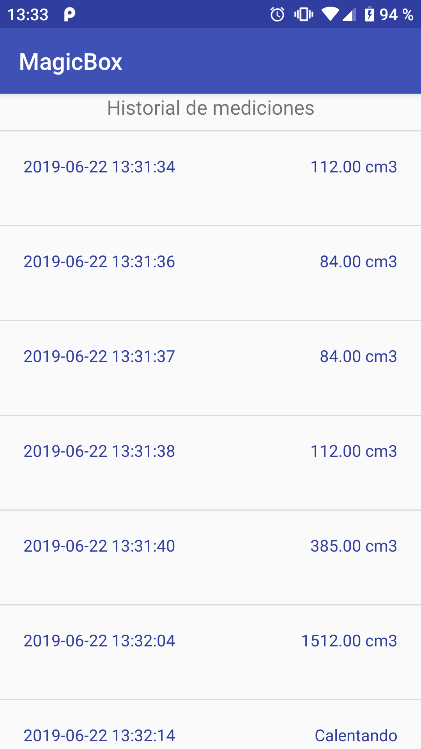 13:33 94 %
MagicBox
Historial de mediciones
2019-06-22 13:31:34 112.00 cm3
2019-06-22 13:31:36 84.00 cm3
2019-06-22 13:31:37 84.00 cm3
2019-06-22 13:31:38 112.00 cm3
2019-06-22 13:31:40 385.00 cm3
2019-06-22 13:32:04 1512.00 cm3
2019-06-22 13:32:14 Calentando